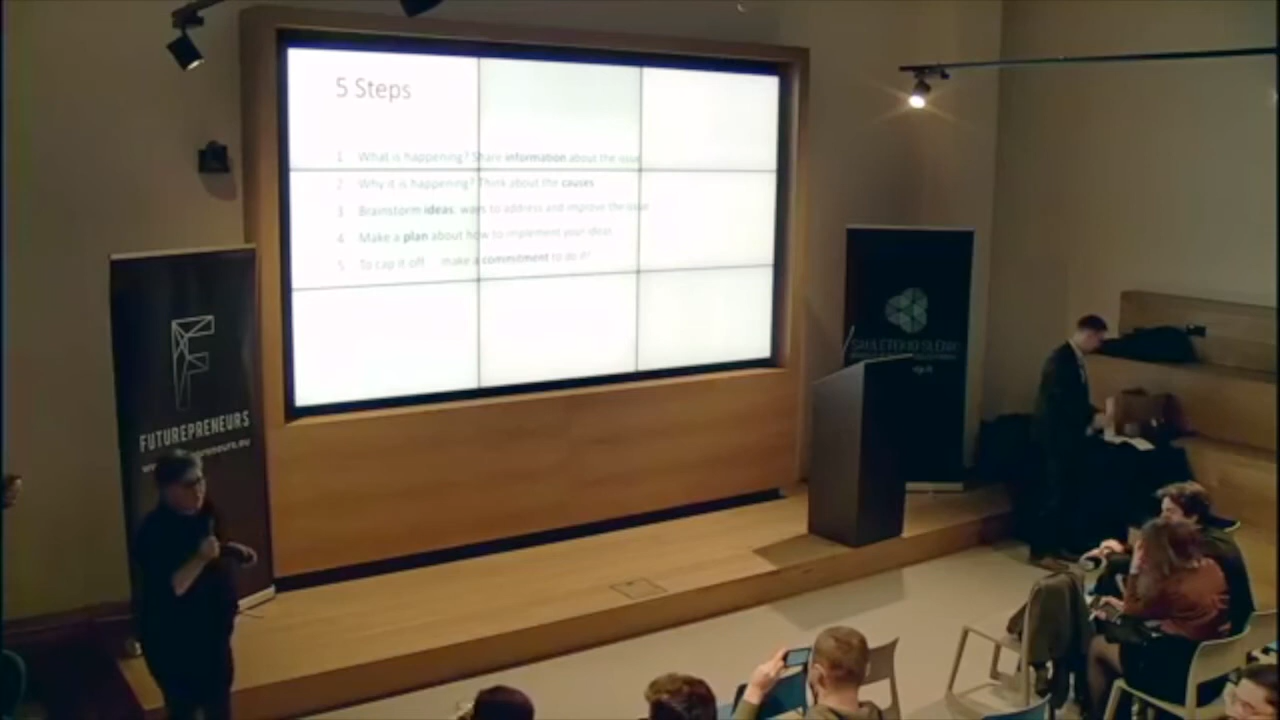 5 Steps
1. What is happening? Share information about the issue
2. Why it is happening? Think about the causes
3. Brainstorm ideas, ways to address and improve the issue
4. Make a plan about how to implement your ideas
5. To cap it off... make a commitment to do it!
F
FUTUREPRENEURS